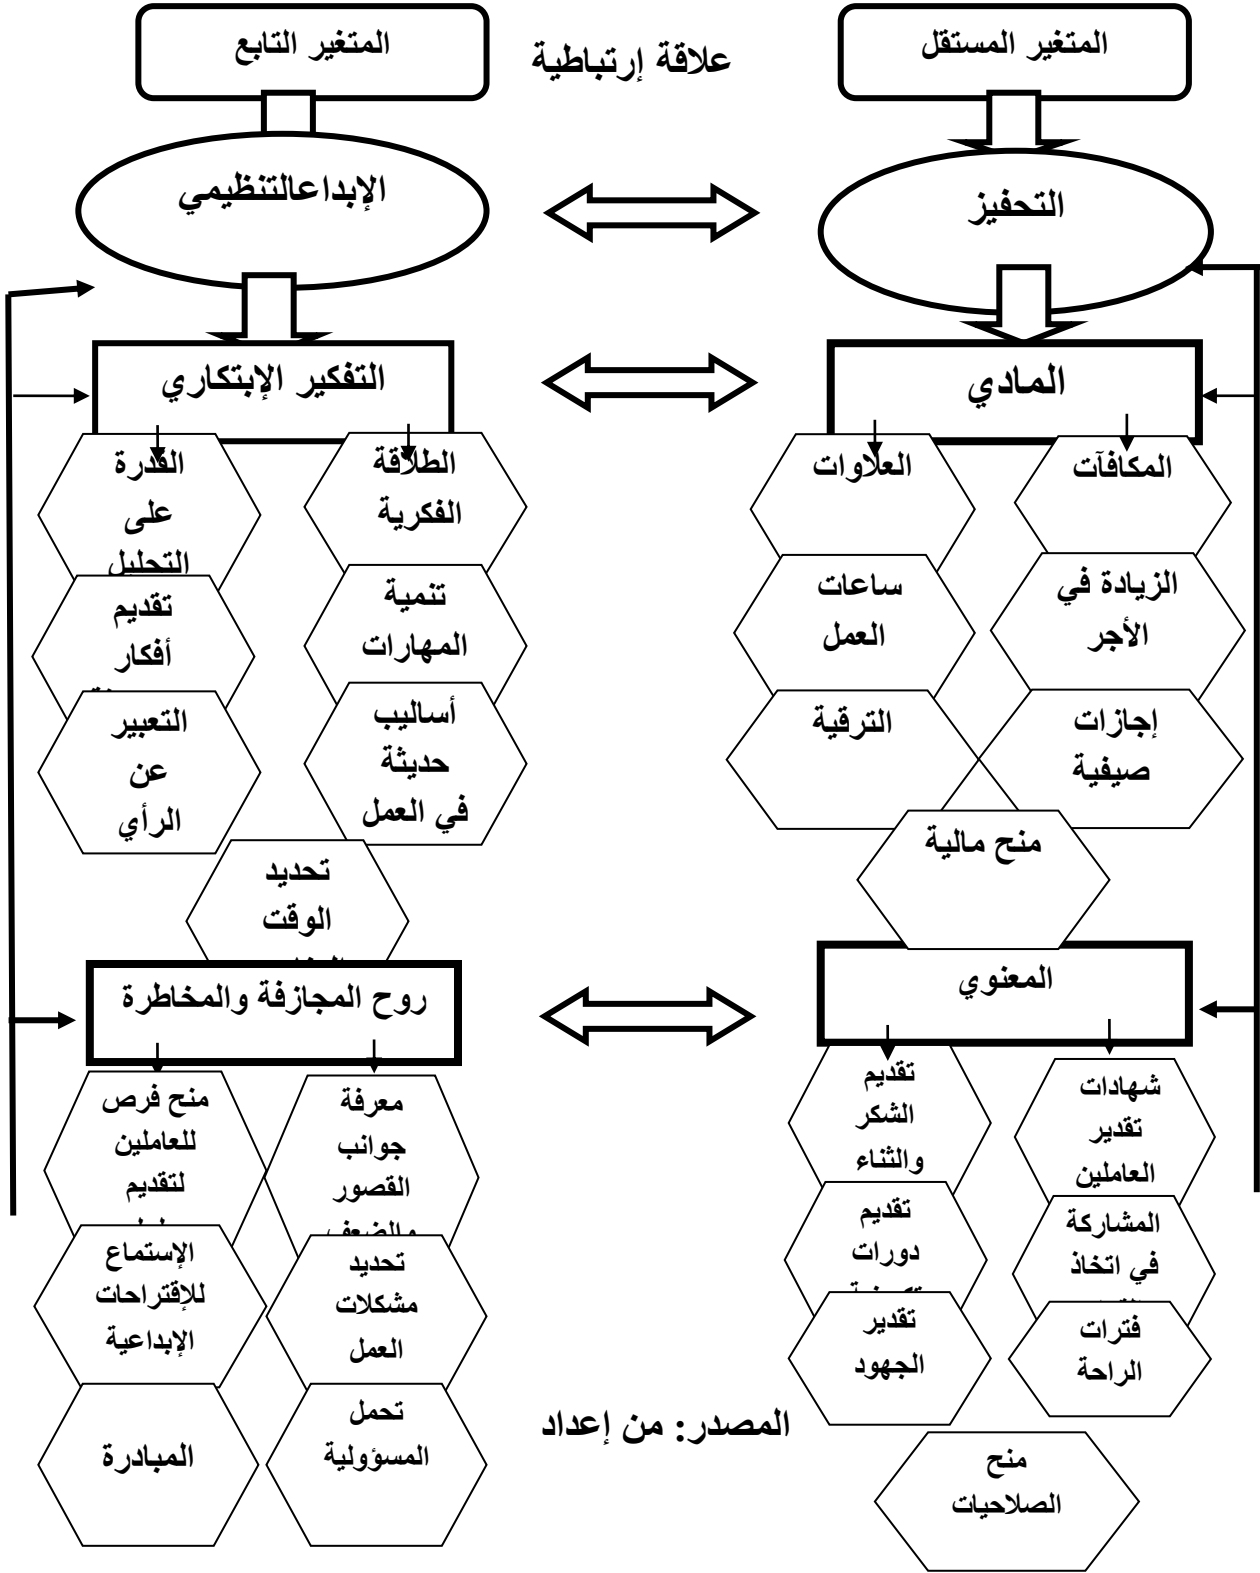 المتغير المستقل
علاقة إرتباطية
المتغير التابع
التحفيز
الإبداعالتنظيمي
المادي
التفكير الإبتكاري
المكافآت
العلاوات
الزيادة في
الأجر
ساعات
العمل
إجازات
صيفية
الترقية
منح مالية
الطلاقة
الفكرية
القدرة
على
التحليل
تنمية
المهارات
تقديم
أفكار
أساليب
حديثة
في العمل
التعبير
عن
الرأي
تحديد
الوقت
المعنوي
روح المجازفة والمخاطرة
شهادات
تقدير
العاملين
تقديم
الشكر
والثناء
المشاركة
في اتخاذ
تقديم
دورات
فترات
الراحة
تقدير
الجهود
منح
الصلاحيات
معرفة
جوانب
القصور
والضعف
منح فرص
للعاملين
لتقديم
تحديد
مشكلات
العمل
الإستماع
للإقتراحات
الإبداعية
تحمل
المسؤولية
المبادرة
المصدر: من إعداد